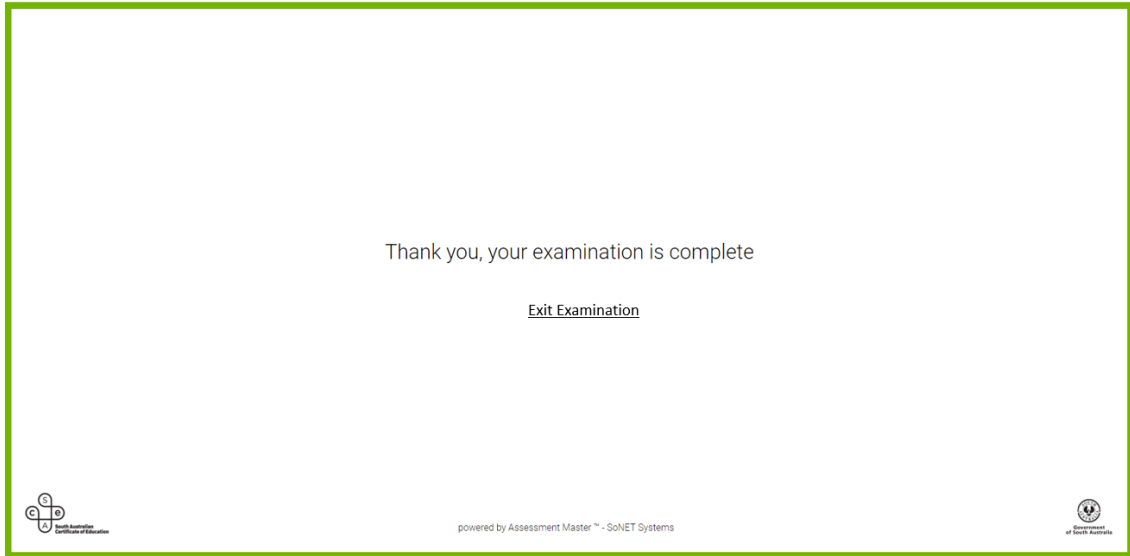 Thank you, your examination is complete
Exit Examination
S
c e
A
South Australian
Certificate of Education
powered by Assessment Master ™ - SoNET Systems
Government
of South Australia